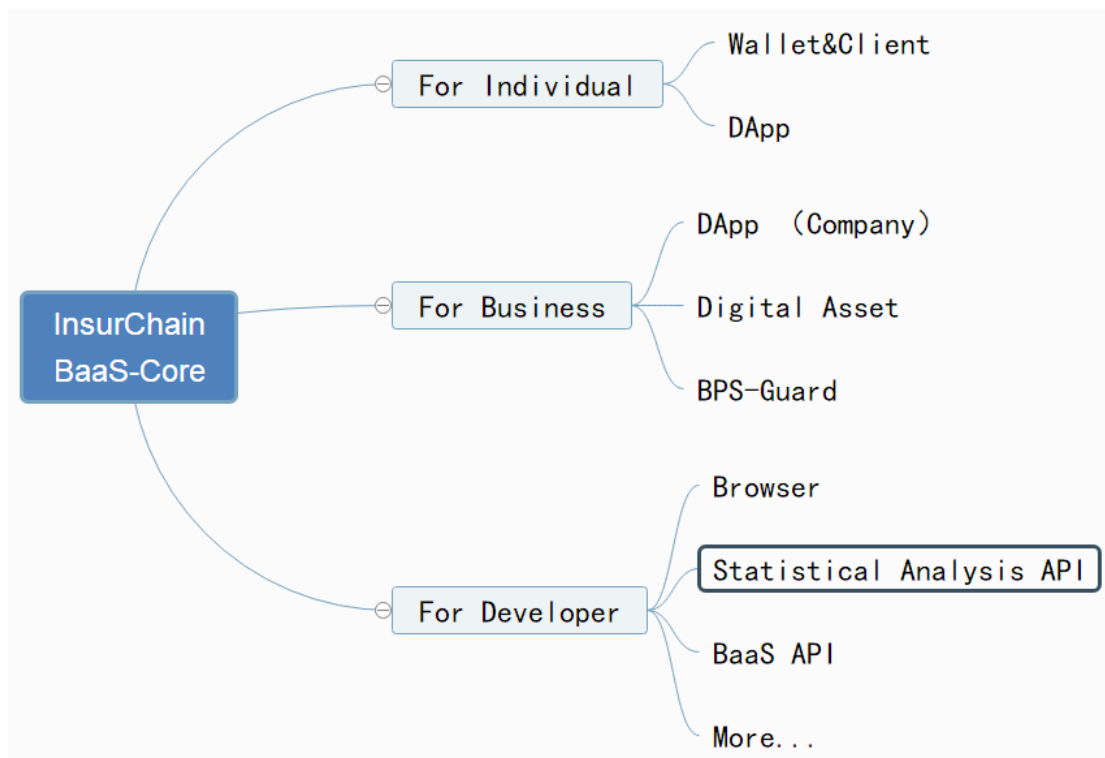 InsurChain
BaaS-Core
For Individual
Wallet&Client
DApp
For Business
DApp （Company）
Digital Asset
BPS-Guard
For Developer
Browser
Statistical Analysis API
BaaS API
More...